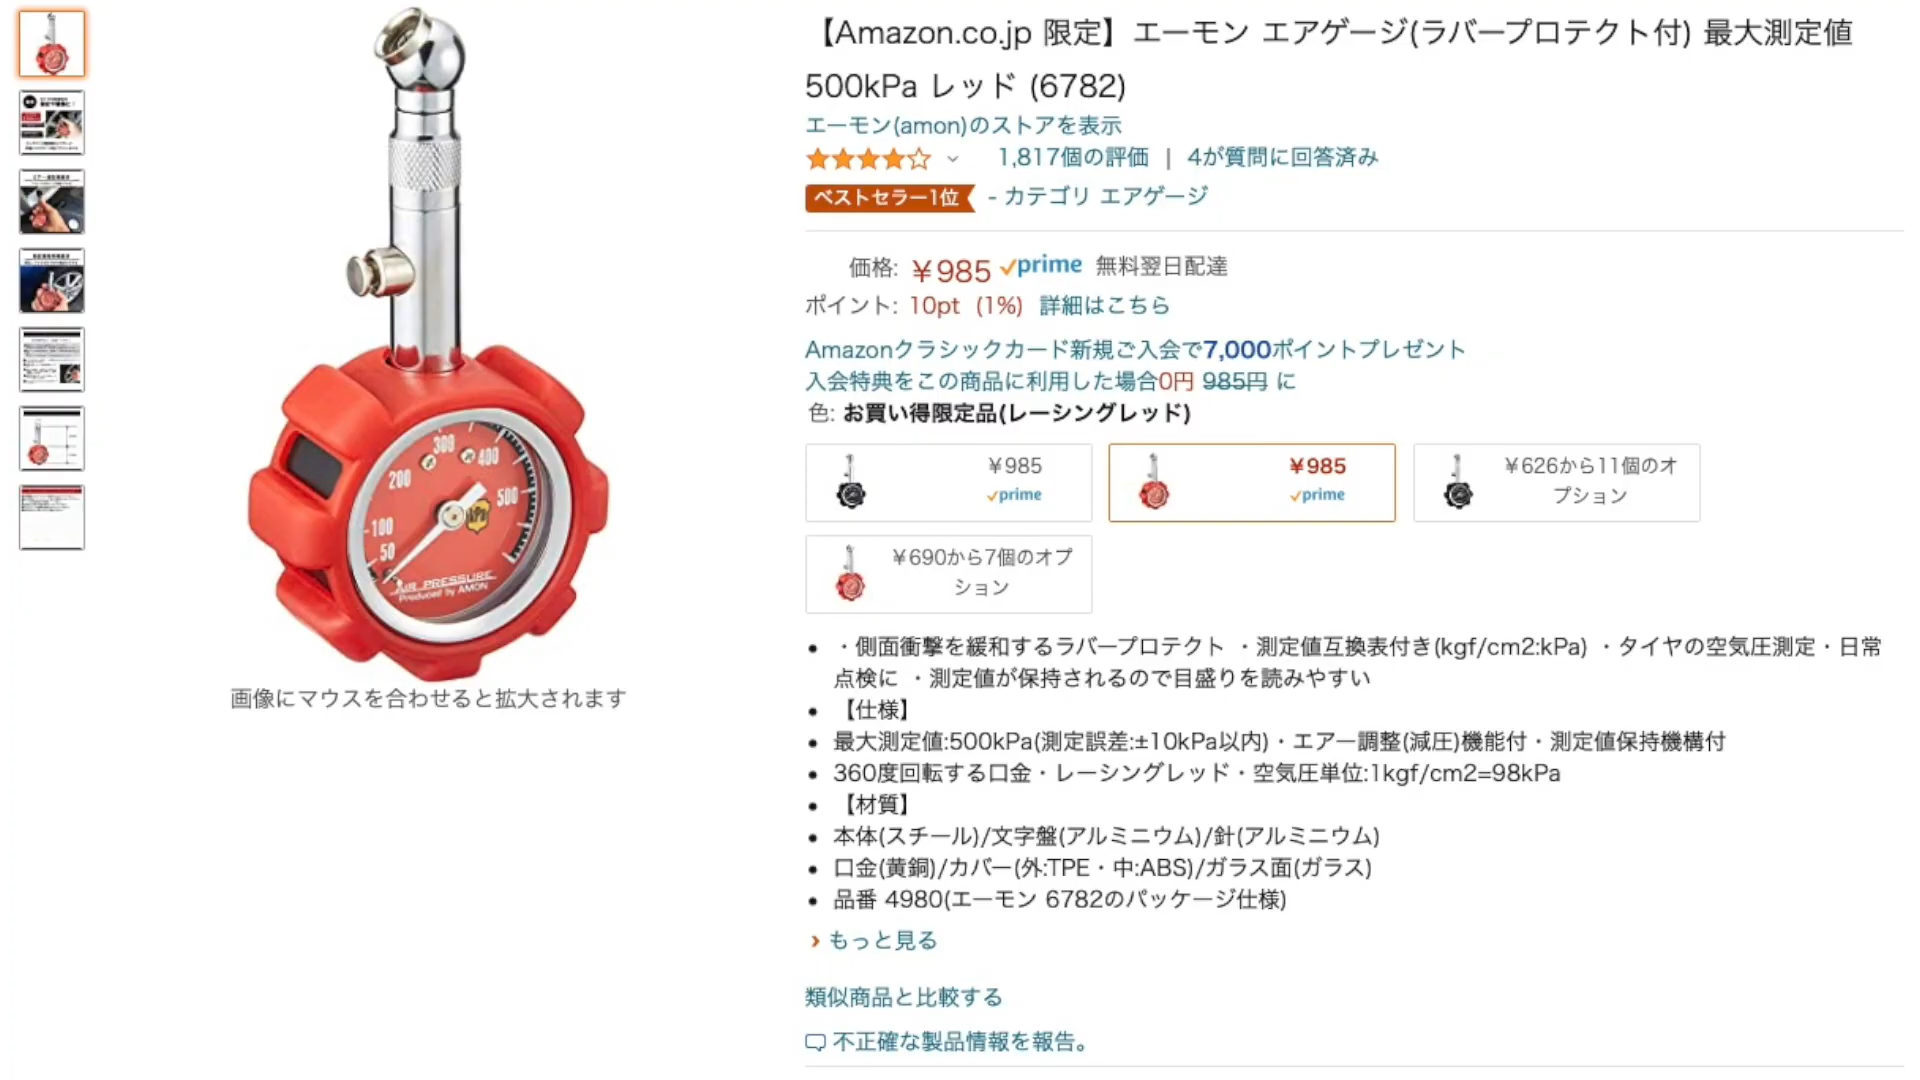 【Amazon.co.jp 限定】エーモン エアゲージ(ラバープロテクト付) 最大測定値
500kPa レッド (6782)
エーモン(amon)のストアを表示
1,817個の評価 | 4が質問に回答済み
ベストセラー1位 - カテゴリ エアゲージ
価格: ￥985 prime 無料翌日配達
ポイント: 10pt (1%) 詳細はこちら
Amazonクラシックカード新規ご入会で7,000ポイントプレゼント
入会特典をこの商品に利用した場合0円 985円 に
色: お買い得限定品(レーシングレッド)
￥985
prime
￥985
prime
￥626から11個のオ
プション
￥690から7個のオプ
ション
・側面衝撃を緩和するラバープロテクト ・測定値互換表付き(kgf/cm2:kPa) ・タイヤの空気圧測定・日常
点検に ・測定値が保持されるので目盛りを読みやすい
【仕様】
最大測定値:500kPa(測定誤差:±10kPa以内)・エアー調整(減圧)機能付・測定値保持機構付
360度回転する口金・レーシングレッド・空気圧単位:1kgf/cm2=98kPa
【材質】
本体(スチール)/文字盤(アルミニウム)/針(アルミニウム)
口金(黄銅)/カバー(外:TPE・中:ABS)/ガラス面(ガラス)
品番 4980(エーモン 6782のパッケージ仕様)
もっと見る
類似商品と比較する
不正確な製品情報を報告。
50
100
200
300
400
500
kPa
AIR PRESSURE
Produced by AMON
画像にマウスを合わせると拡大されます